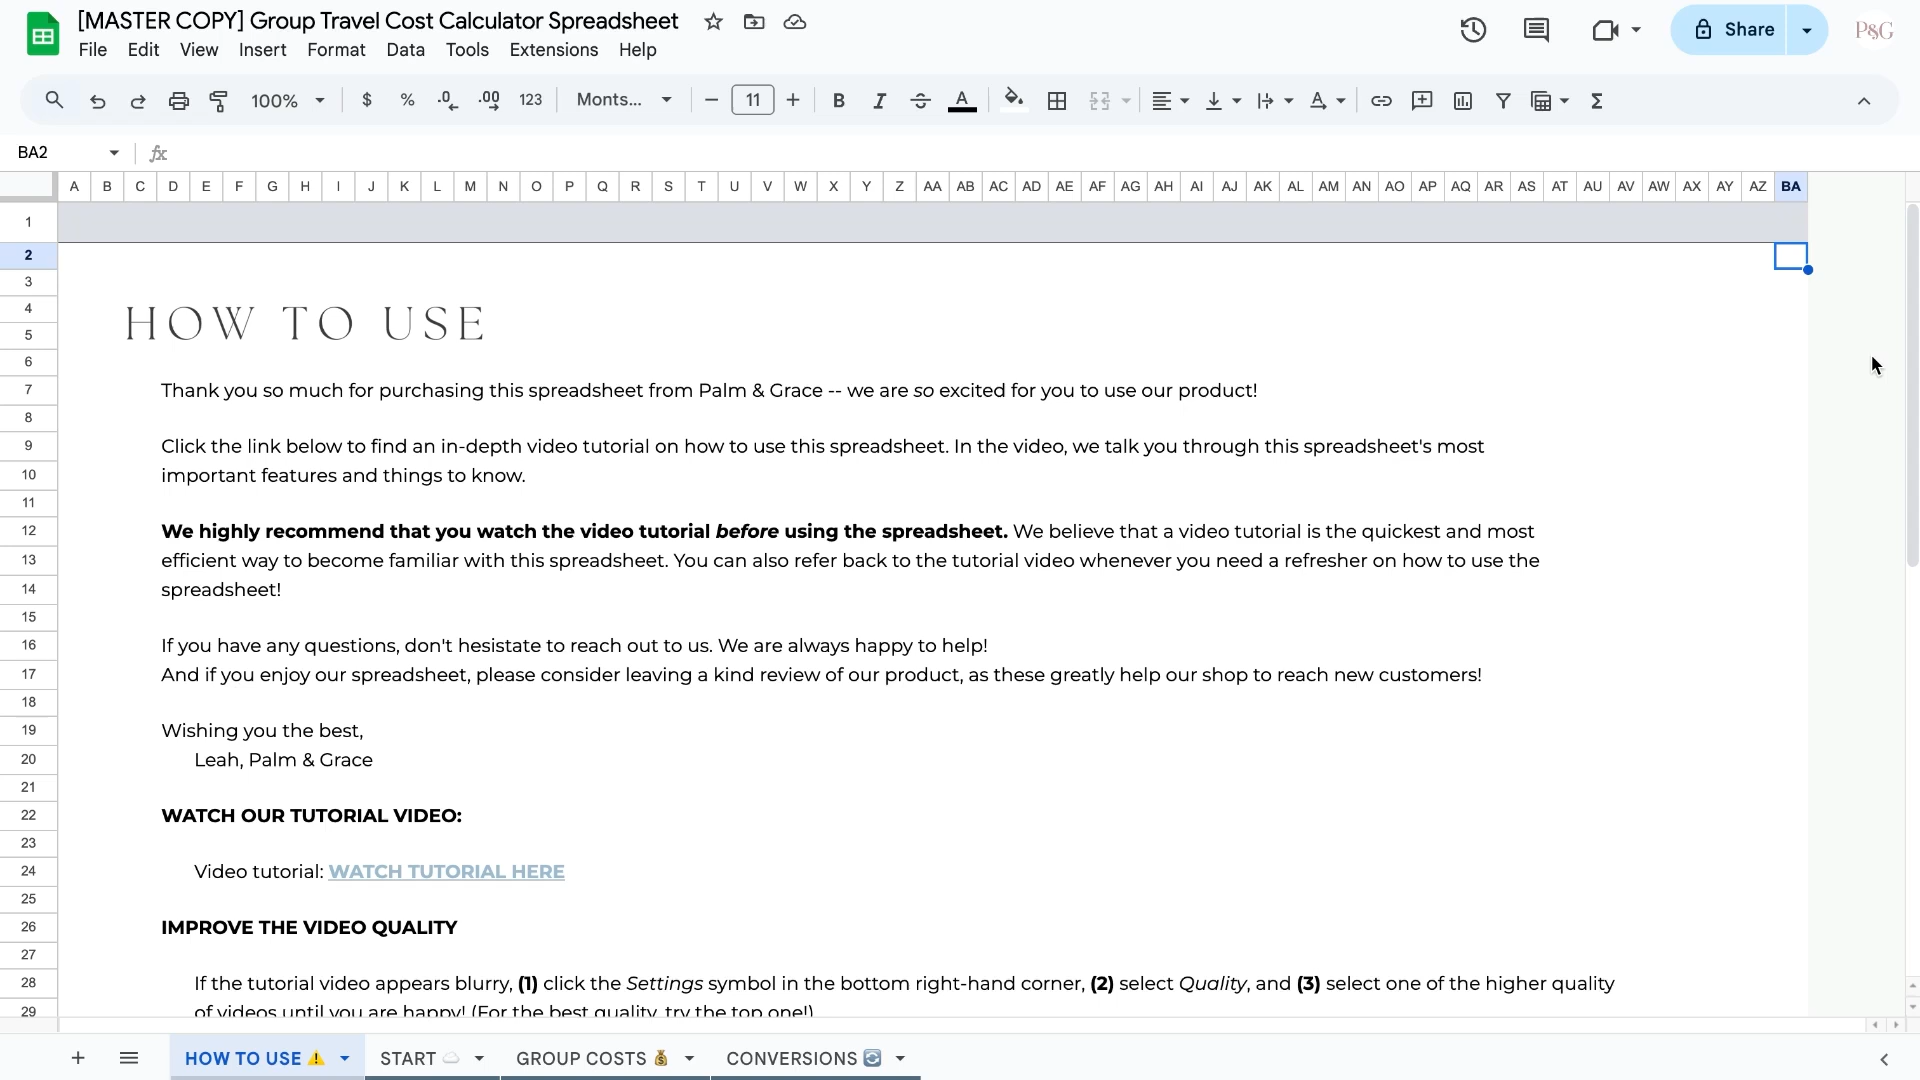 [MASTER COPY] Group Travel Cost Calculator Spreadsheet
File Edit View Insert Format Data Tools Extensions Help
Share
P&G
100% $ % .0 .00 123 Monts... 11 B I S A
BA2 fx
A B C D E F G H I J K L M N O P Q R S T U V W X Y Z AA AB AC AD AE AF AG AH AI AJ AK AL AM AN AO AP AQ AR AS AT AU AV AW AX AY AZ BA
1
2
3
4
HOW TO USE
5
6
7 Thank you so much for purchasing this spreadsheet from Palm & Grace -- we are so excited for you to use our product!
8
9 Click the link below to find an in-depth video tutorial on how to use this spreadsheet. In the video, we talk you through this spreadsheet's most
10 important features and things to know.
11
12 We highly recommend that you watch the video tutorial before using the spreadsheet. We believe that a video tutorial is the quickest and most
13 efficient way to become familiar with this spreadsheet. You can also refer back to the tutorial video whenever you need a refresher on how to use the
14 spreadsheet!
15
16 If you have any questions, don't hesistate to reach out to us. We are always happy to help!
17 And if you enjoy our spreadsheet, please consider leaving a kind review of our product, as these greatly help our shop to reach new customers!
18
19 Wishing you the best,
20 Leah, Palm & Grace
21
22 WATCH OUR TUTORIAL VIDEO:
23
24 Video tutorial: WATCH TUTORIAL HERE
25
26 IMPROVE THE VIDEO QUALITY
27
28 If the tutorial video appears blurry, (1) click the Settings symbol in the bottom right-hand corner, (2) select Quality, and (3) select one of the higher quality
29 of videos until you are happy! (For the best quality, try the top one!)
HOW TO USE START GROUP COSTS CONVERSIONS